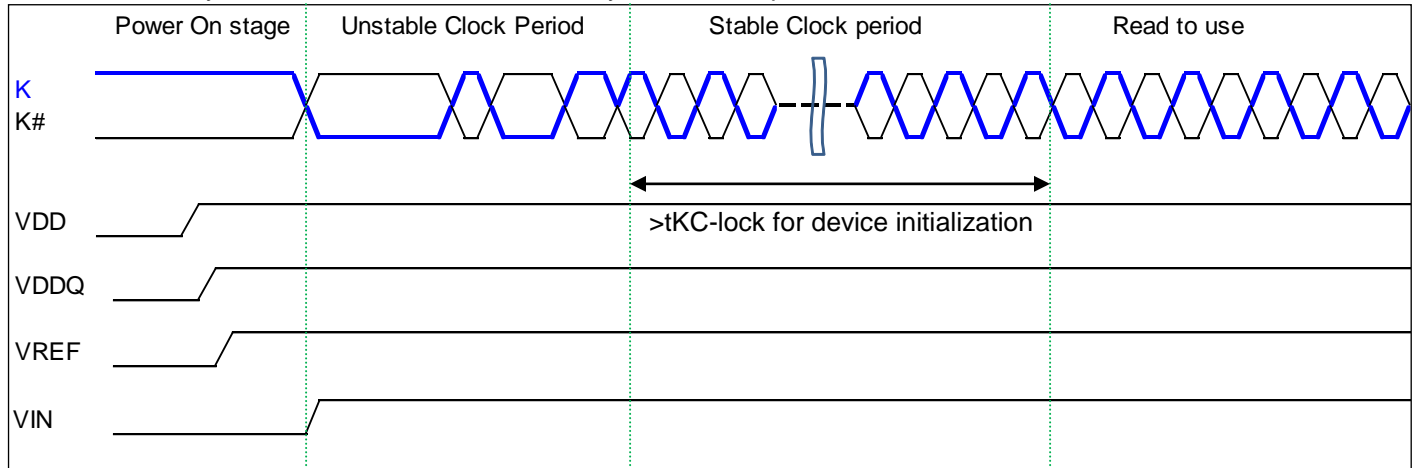 Power On stage Unstable Clock Period Stable Clock period Read to use
K
K#
VDD
>tKC-lock for device initialization
VDDQ
VREF
VIN